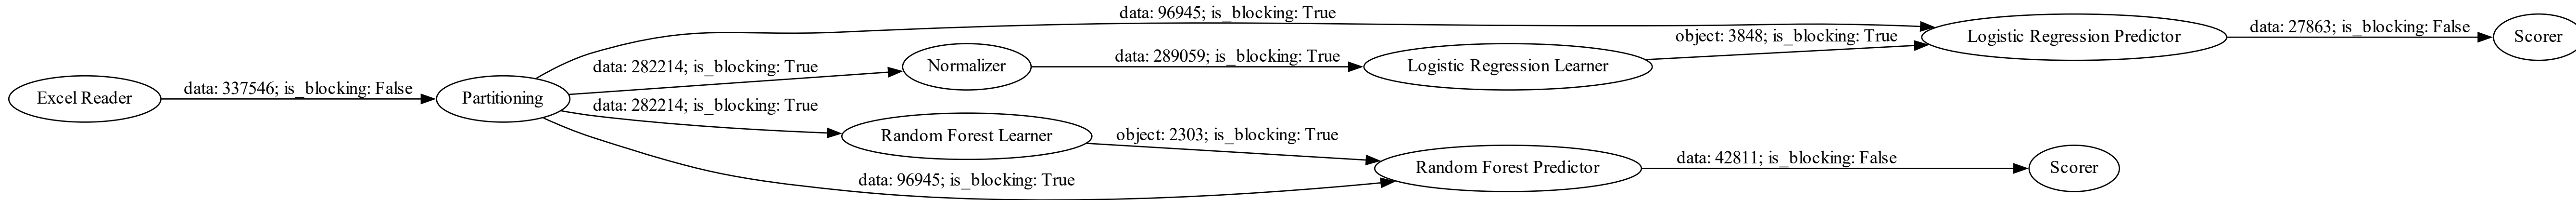 data: 96945; is_blocking: True
Logistic Regression Predictor
data: 27863; is_blocking: False
Scorer
object: 3848; is_blocking: True
data: 282214; is_blocking: True
Normalizer
data: 289059; is_blocking: True
Logistic Regression Learner
Excel Reader
data: 337546; is_blocking: False
Partitioning
data: 282214; is_blocking: True
Random Forest Learner
object: 2303; is_blocking: True
Random Forest Predictor
data: 42811; is_blocking: False
Scorer
data: 96945; is_blocking: True